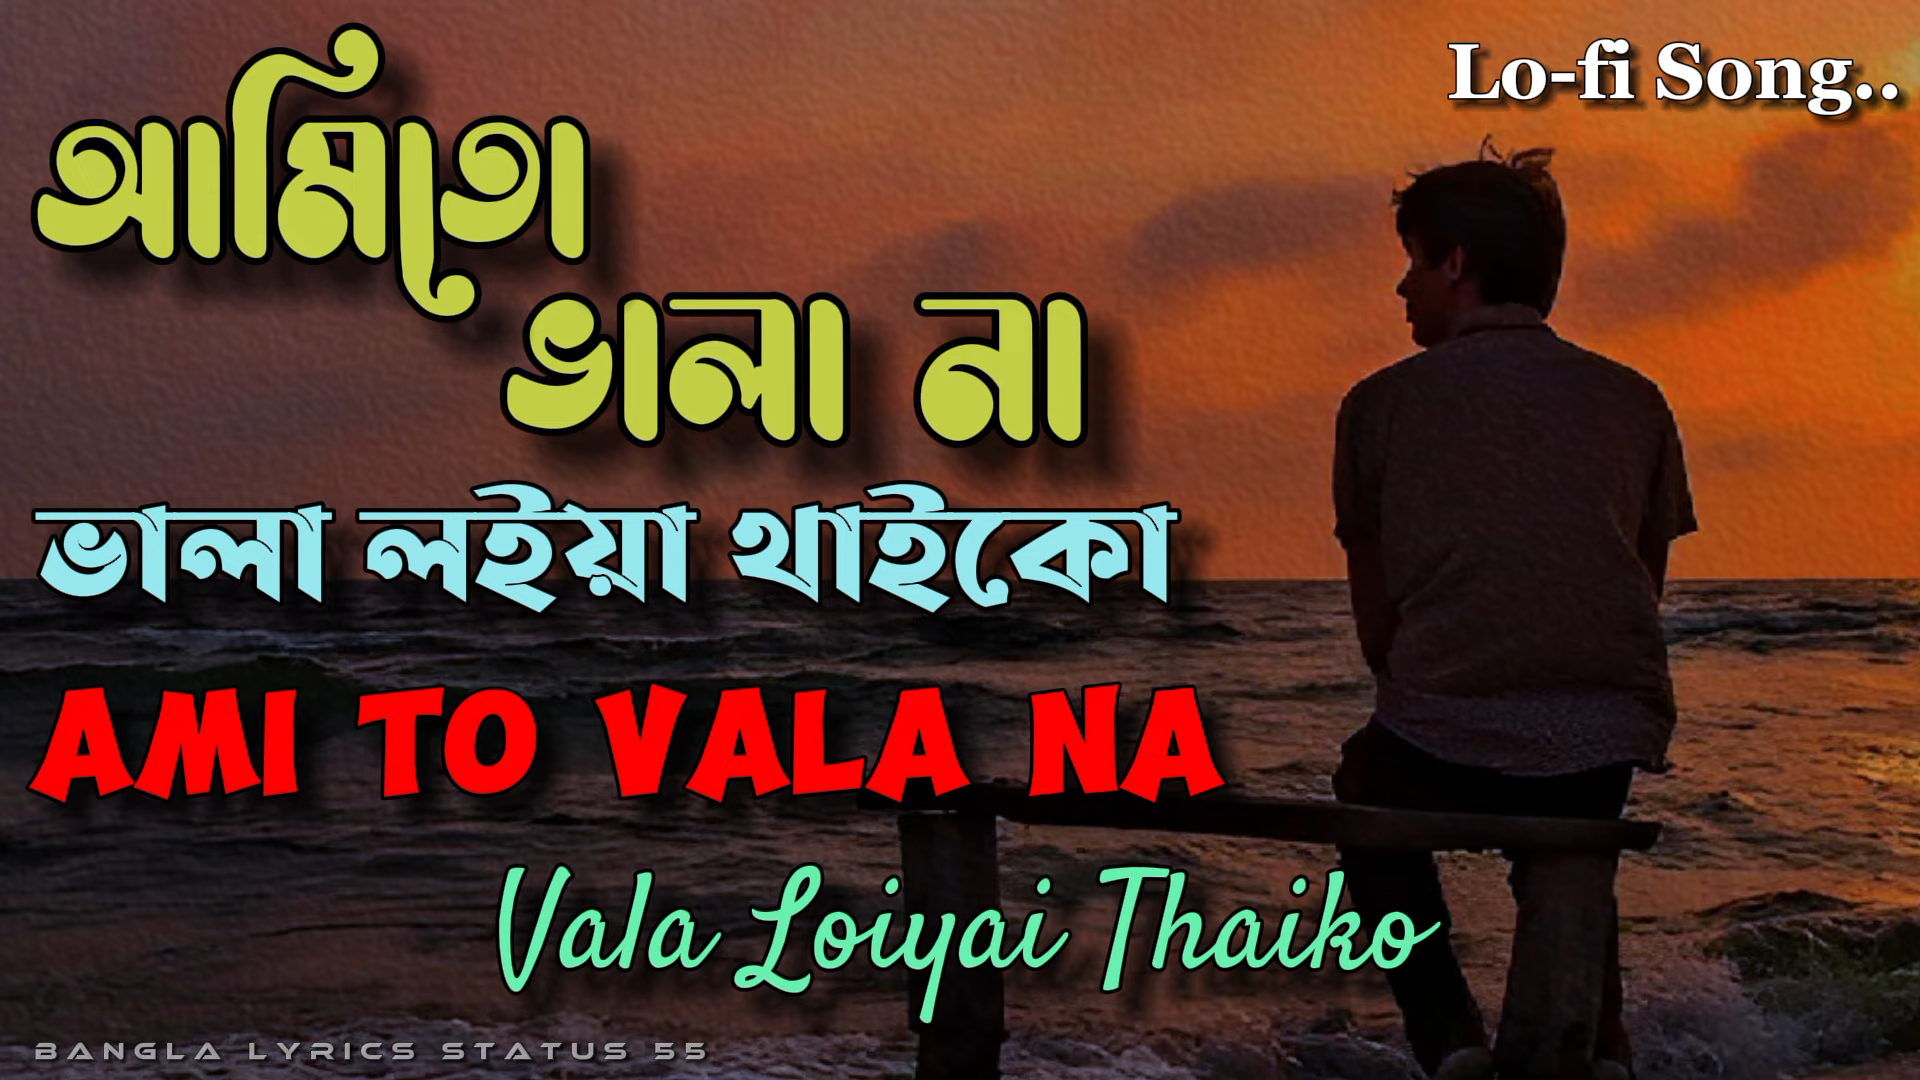 Lo-fi Song..
আমিতো
ভালা না
ভালা লইয়া থাইকো
AMI TO VALA NA
Vala Loiyai Thaiko
BANGLA LYRICS STATUS 55